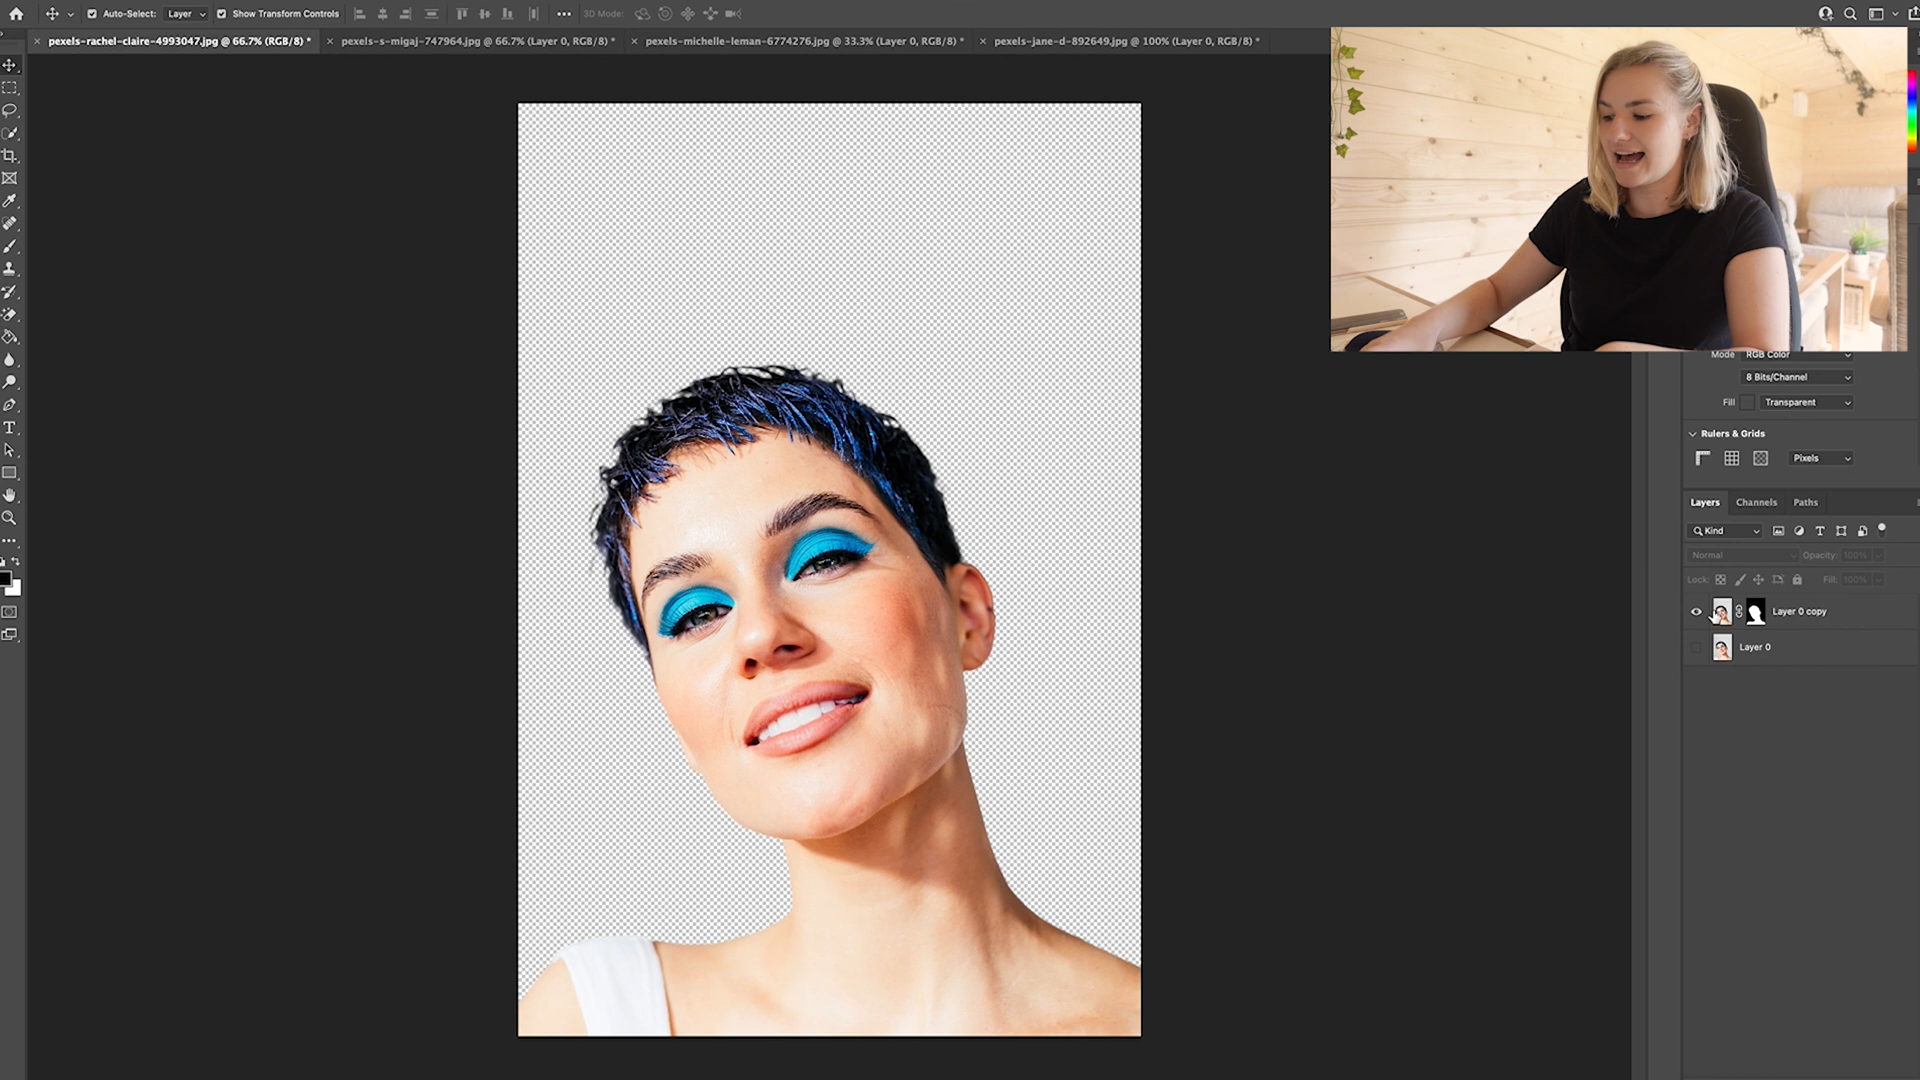 Auto-Select: Layer Show Transform Controls 3D Mode:
pexels-rachel-claire-4993047.jpg @ 66.7% (RGB/8) * pexels-s-migaj-747964.jpg @ 66.7% (Layer 0, RGB/8) * pexels-michelle-leman-6774276.jpg @ 33.3% (Layer 0, RGB/8) * pexels-jane-d-892649.jpg @ 100% (Layer 0, RGB/8) *
Mode RGB Color
8 Bits/Channel
Fill Transparent
Rulers & Grids
Pixels
Layers Channels Paths
Kind
Normal Opacity: 100%
Lock: Fill: 100%
Layer 0 copy
Layer 0